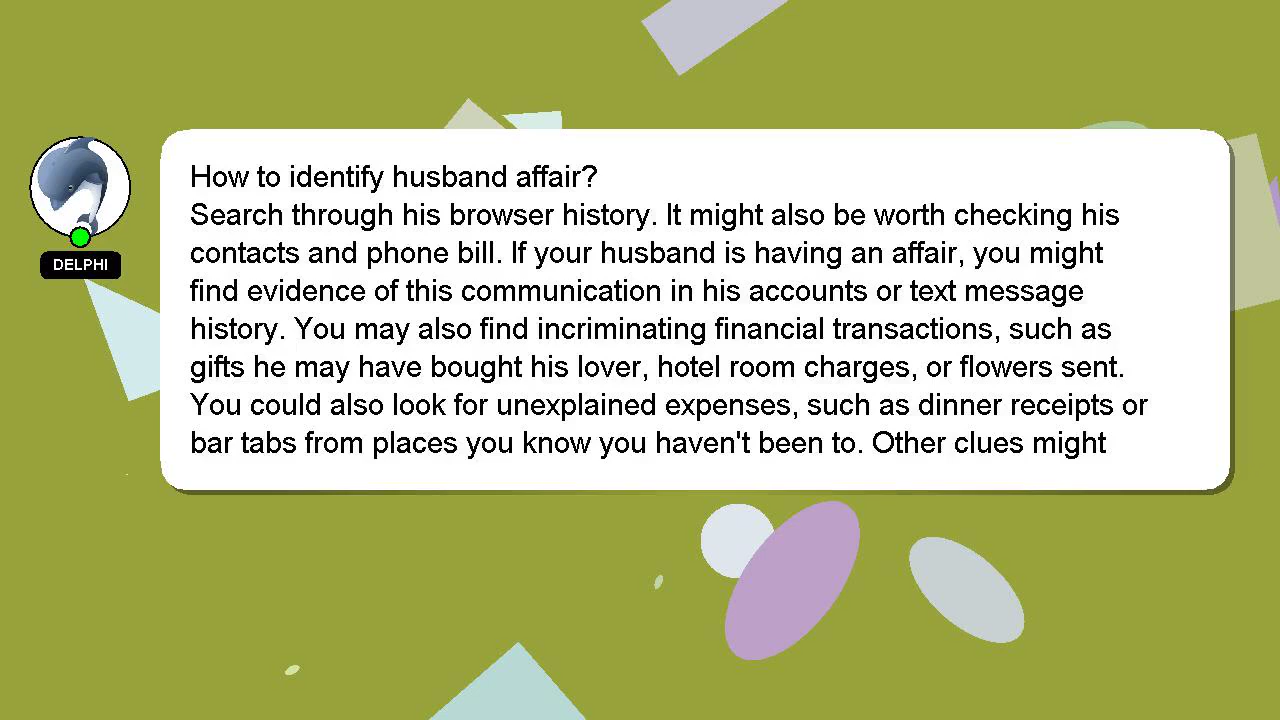 DELPHI
How to identify husband affair?
Search through his browser history. It might also be worth checking his
contacts and phone bill. If your husband is having an affair, you might
find evidence of this communication in his accounts or text message
history. You may also find incriminating financial transactions, such as
gifts he may have bought his lover, hotel room charges, or flowers sent.
You could also look for unexplained expenses, such as dinner receipts or
bar tabs from places you know you haven't been to. Other clues might